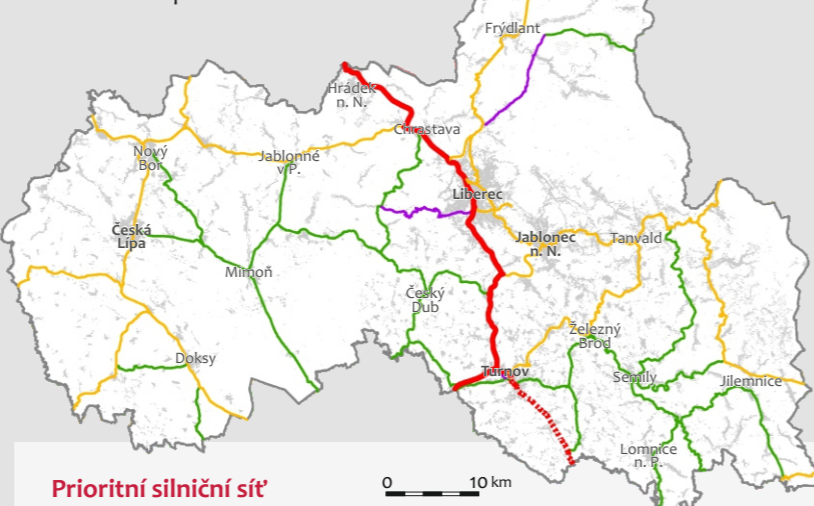 Frýdlant
Hrádek
n. N.
Chrastava
Nový
Bor
Jablonné
v P.
Liberec
Česká
Lípa
Jablonec
n. N.
Tanvald
Mimoň
Český
Dub
Železný
Brod
Doksy
Turnov
Semily
Jilemnice
Lomnice
n. P.
Prioritní silniční síť
0 10 km